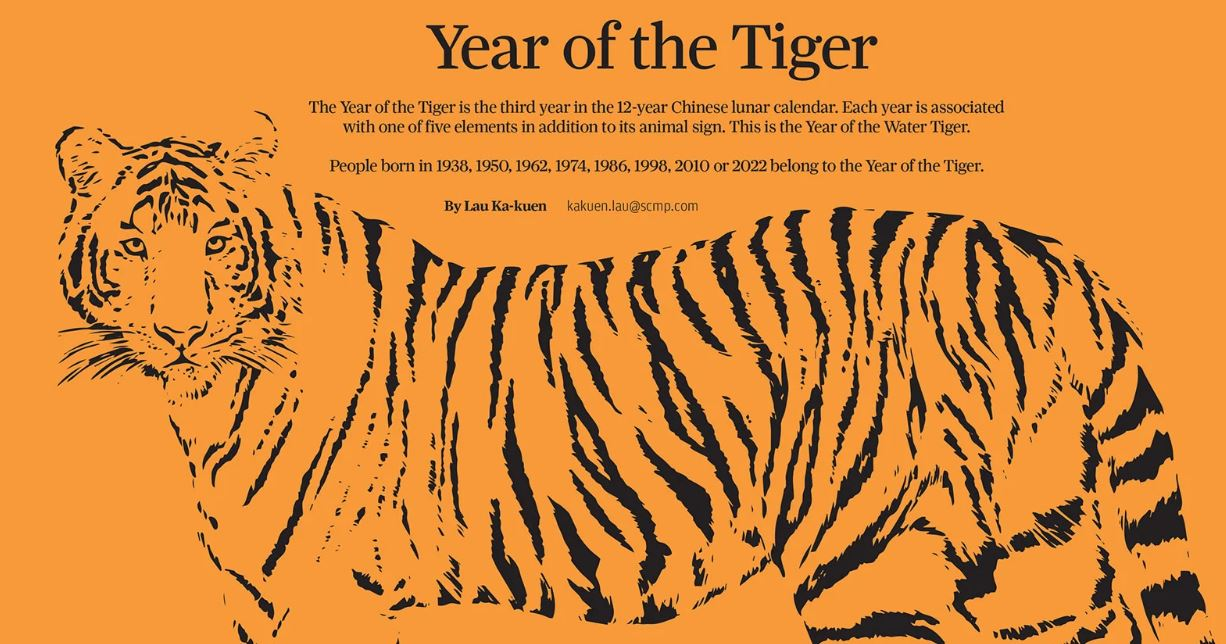 Year of the Tiger
The Year of the Tiger is the third year in the 12-year Chinese lunar calendar. Each year is associated
with one of five elements in addition to its animal sign. This is the Year of the Water Tiger.
People born in 1938, 1950, 1962, 1974, 1986, 1998, 2010 or 2022 belong to the Year of the Tiger.
By Lau Ka-kuen kakuen.lau@scmp.com